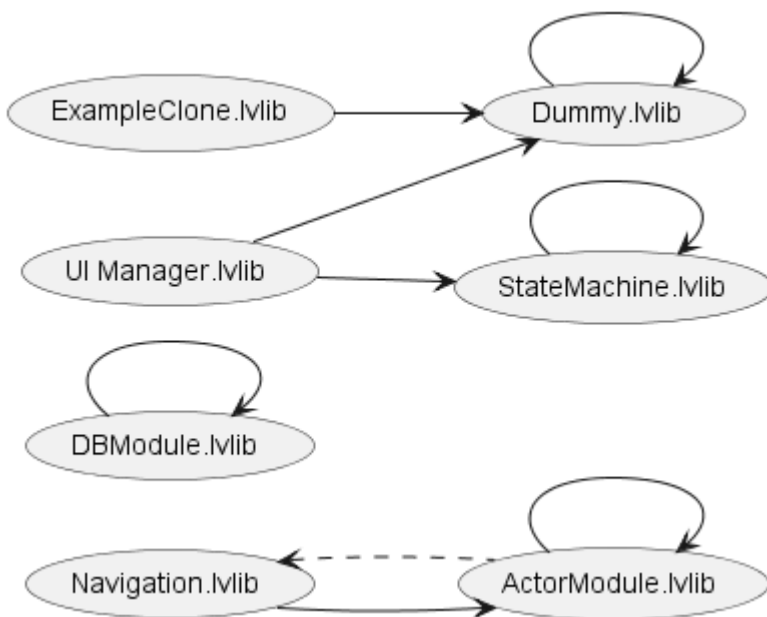 ExampleClone.lvlib
Dummy.lvlib
UI Manager.lvlib
StateMachine.lvlib
DBModule.lvlib
Navigation.lvlib
ActorModule.lvlib